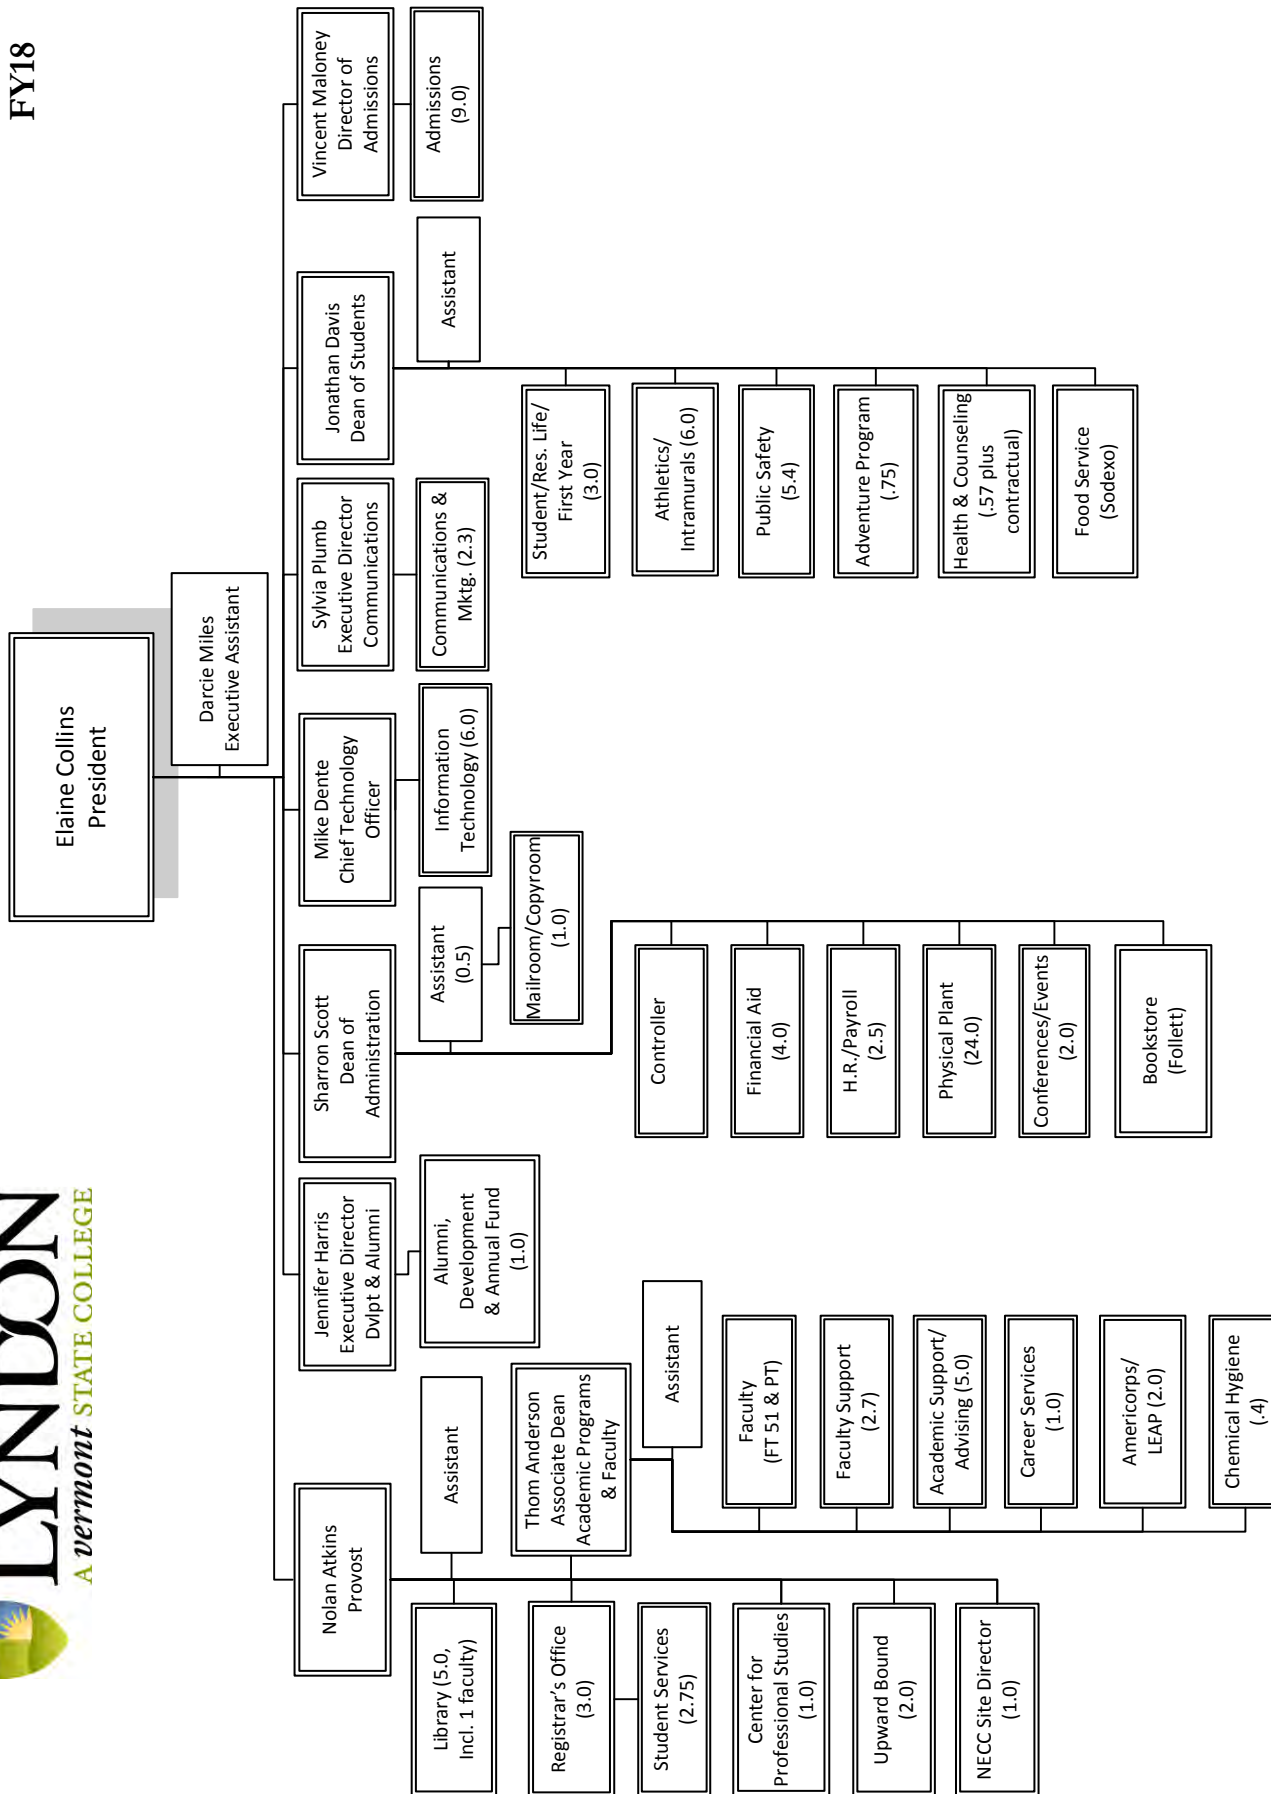 LYNDON
A vermont STATE COLLEGE
FY18
Elaine Collins
President
Darcie Miles
Executive Assistant
Nolan Atkins
Provost
Jennifer Harris
Executive Director
Dvlpt & Alumni
Sharron Scott
Dean of
Administration
Mike Dente
Chief Technology
Officer
Sylvia Plumb
Executive Director
Communications
Jonathan Davis
Dean of Students
Vincent Maloney
Director of
Admissions
Assistant
Library (5.0,
Incl. 1 faculty)
Registrar's Office
(3.0)
Student Services
(2.75)
Center for
Professional Studies
(1.0)
Upward Bound
(2.0)
NECC Site Director
(1.0)
Thom Anderson
Associate Dean
Academic Programs
& Faculty
Assistant
Faculty
(FT 51 & PT)
Faculty Support
(2.7)
Academic Support/
Advising (5.0)
Career Services
(1.0)
Americorps/
LEAP (2.0)
Chemical Hygiene
(.4)
Alumni,
Development
& Annual Fund
(1.0)
Assistant
(0.5)
Mailroom/Copyroom
(1.0)
Controller
Financial Aid
(4.0)
H.R./Payroll
(2.5)
Physical Plant
(24.0)
Conferences/Events
(2.0)
Bookstore
(Follett)
Information
Technology (6.0)
Communications &
Mktg. (2.3)
Assistant
Student/Res. Life/
First Year
(3.0)
Athletics/
Intramurals (6.0)
Public Safety
(5.4)
Adventure Program
(.75)
Health & Counseling
(.57 plus
contractual)
Food Service
(Sodexo)
Admissions
(9.0)